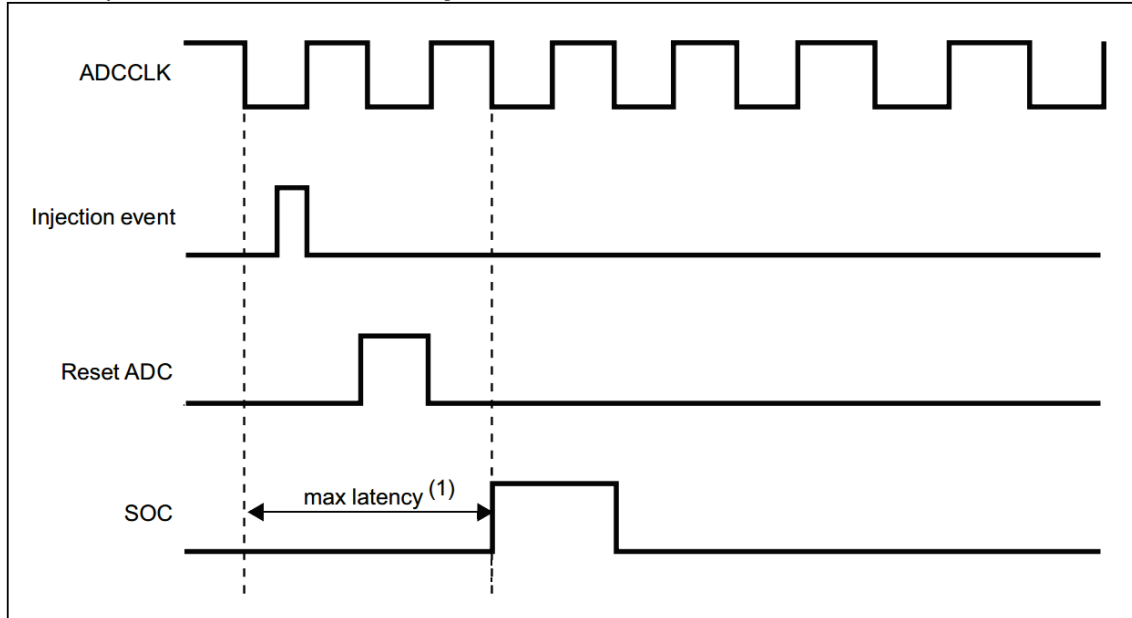 ADCCLK
Injection event
Reset ADC
max latency (1)
SOC